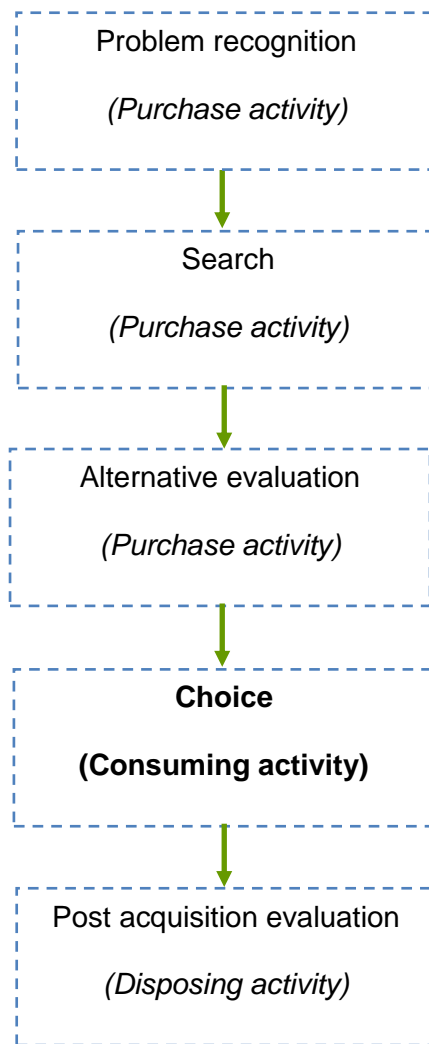 Problem recognition
(Purchase activity)
Search
(Purchase activity)
Alternative evaluation
(Purchase activity)
Choice
(Consuming activity)
Post acquisition evaluation
(Disposing activity)